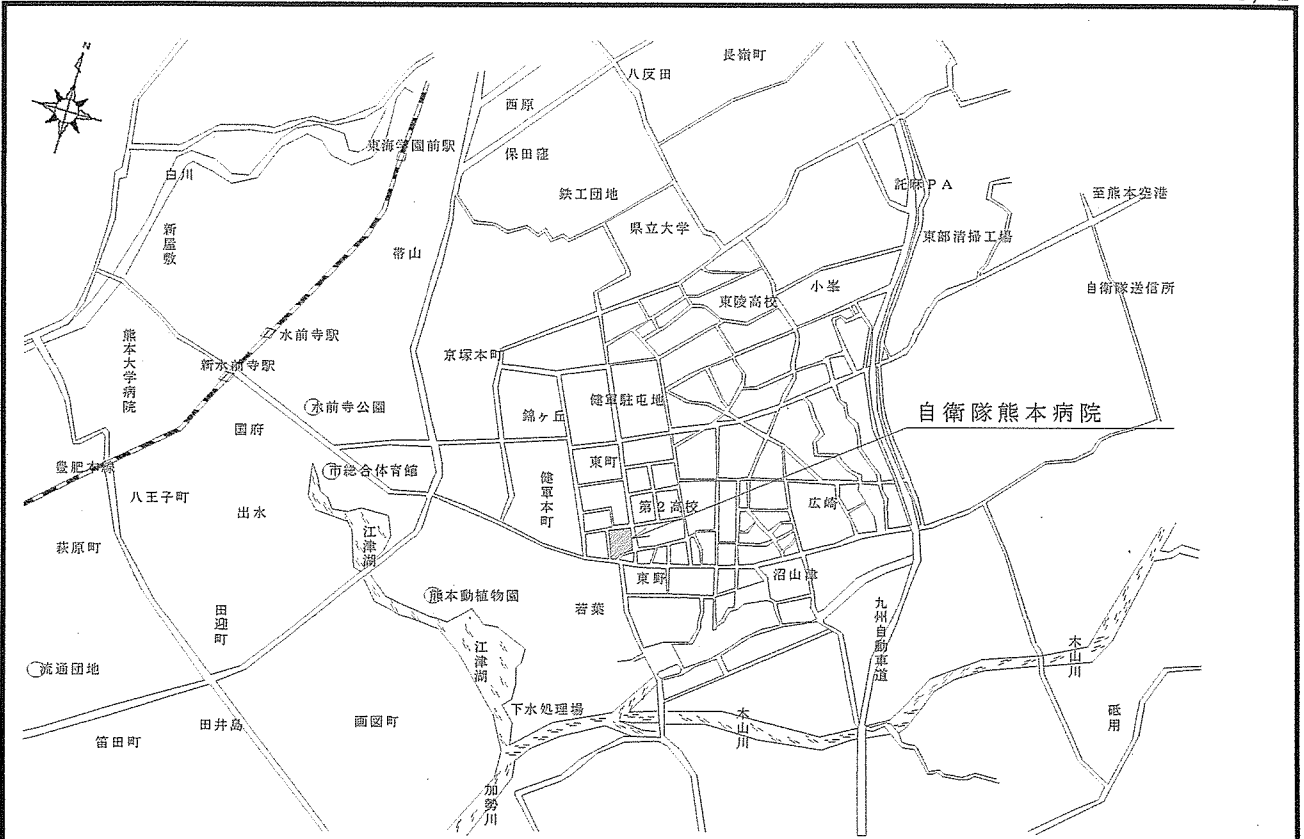 N
長嶺町
八反田
西原
保田窪
東海学園前駅
白川
鉄工団地
託麻PA
至熊本空港
県立大学
新屋敷
帯山
東部清掃工場
小峯
自衛隊送信所
東陵高校
水前寺駅
熊本大学病院
京塚本町
新水前寺駅
水前寺公園
錦ヶ丘
健軍駐屯地
自衛隊熊本病院
国府
東町
豊肥本線
市総合体育館
健軍本町
八王子町
出水
第2高校
広崎
江津湖
萩原町
東野
沼山津
熊本動植物園
若葉
九州自動車道
田迎町
江津湖
木山川
流通団地
下水処理場
木山川
砥用
田井島
画図町
笛田町
加勢川